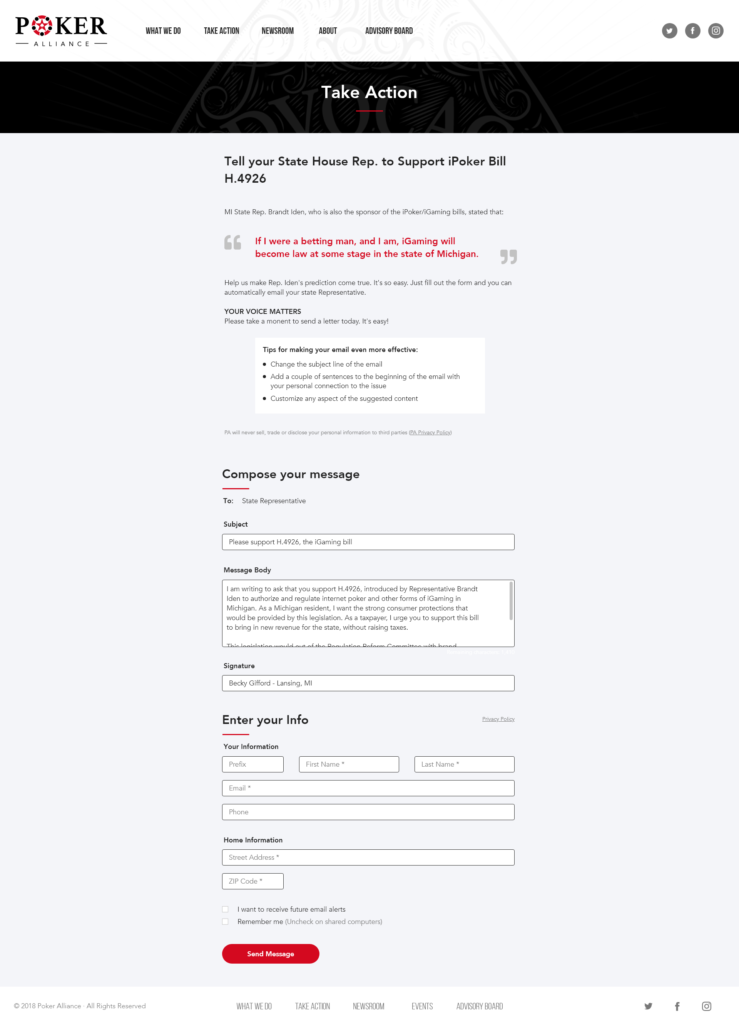 POKER
ALLIANCE
WHAT WE DO
TAKE ACTION
NEWSROOM
ABOUT
ADVISORY BOARD
Take Action
Tell your State House Rep. to Support iPoker Bill
H.4926
MI State Rep. Brandt Iden, who is also the sponsor of the iPoker/iGaming bills, stated that:
“
If I were a betting man, and I am, iGaming will
become law at some stage in the state of Michigan.
”
Help us make Rep. Iden's prediction come true. It's so easy. Just fill out the form and you can
automatically email your state Representative.
YOUR VOICE MATTERS
Please take a monent to send a letter today. It's easy!
Tips for making your email even more effective:
• Change the subject line of the email
• Add a couple of sentences to the beginning of the email with
your personal connection to the issue
• Customize any aspect of the suggested content
PA will never sell, trade or disclose your personal information to third parties (PA Privacy Policy)
Compose your message
To: State Representative
Subject
Please support H.4926, the iGaming bill
Message Body
I am writing to ask that you support H.4926, introduced by Representative Brandt
Iden to authorize and regulate internet poker and other forms of iGaming in
Michigan. As a Michigan resident, I want the strong consumer protections that
would be provided by this legislation. As a taxpayer, I urge you to support this bill
to bring in new revenue for the state, without raising taxes.
This legislation would out of the Regulation Reform Committee with broad
Signature
Becky Gifford - Lansing, MI
Enter your Info
Privacy Policy
Your Information
Prefix
First Name *
Last Name *
Email *
Phone
Home Information
Street Address *
ZIP Code *
I want to receive future email alerts
Remember me (Uncheck on shared computers)
Send Message
© 2018 Poker Alliance · All Rights Reserved
WHAT WE DO
TAKE ACTION
NEWSROOM
EVENTS
ADVISORY BOARD